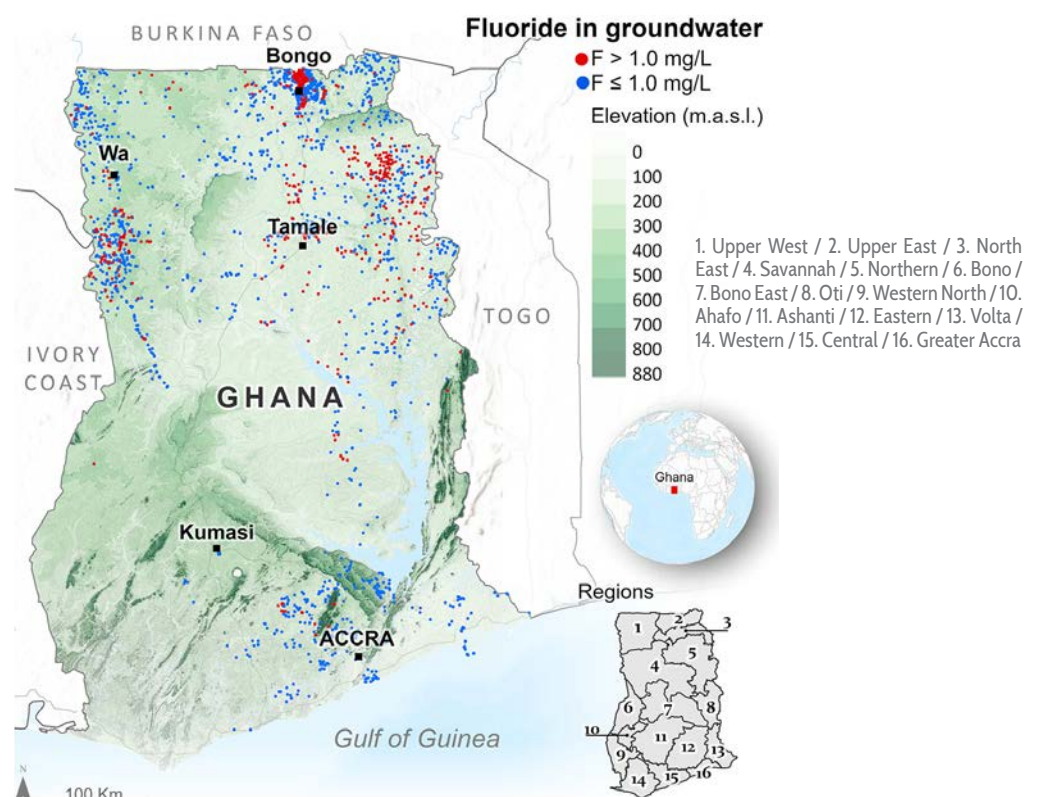 Fluoride in groundwater
F > 1.0 mg/L
F ≤ 1.0 mg/L
Elevation (m.a.s.l.)
0
100
200
300
400
500
600
700
800
880
BURKINA FASO
Bongo
Wa
Tamale
TOGO
IVORY
COAST
GHANA
Kumasi
ACCRA
Gulf of Guinea
N
100 Km
1. Upper West / 2. Upper East / 3. North
East / 4. Savannah / 5. Northern / 6. Bono /
7. Bono East / 8. Oti / 9. Western North / 10.
Ahafo / 11. Ashanti / 12. Eastern / 13. Volta /
14. Western / 15. Central / 16. Greater Accra
Ghana
Regions
1
2
3
4
5
6
7
8
10
11
9
12
13
14
15
16